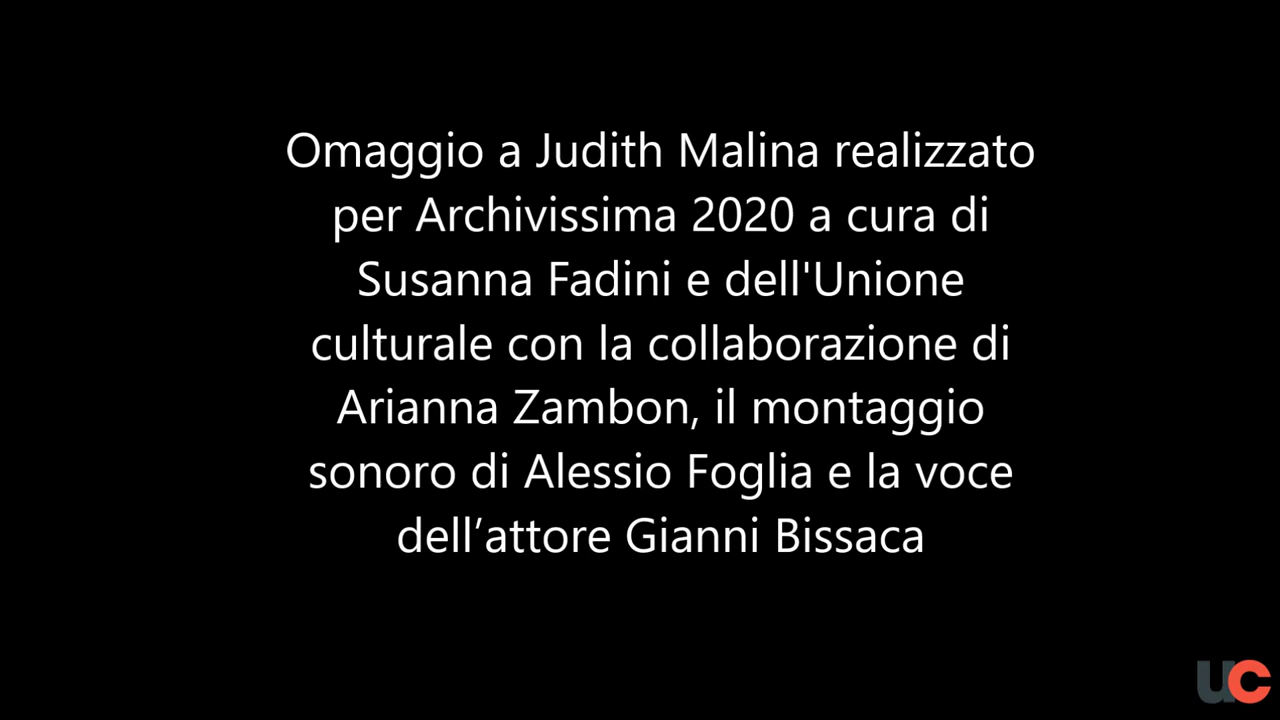 Omaggio a Judith Malina realizzato
per Archivissima 2020 a cura di
Susanna Fadini e dell'Unione
culturale con la collaborazione di
Arianna Zambon, il montaggio
sonoro di Alessio Foglia e la voce
dell’attore Gianni Bissaca
uc